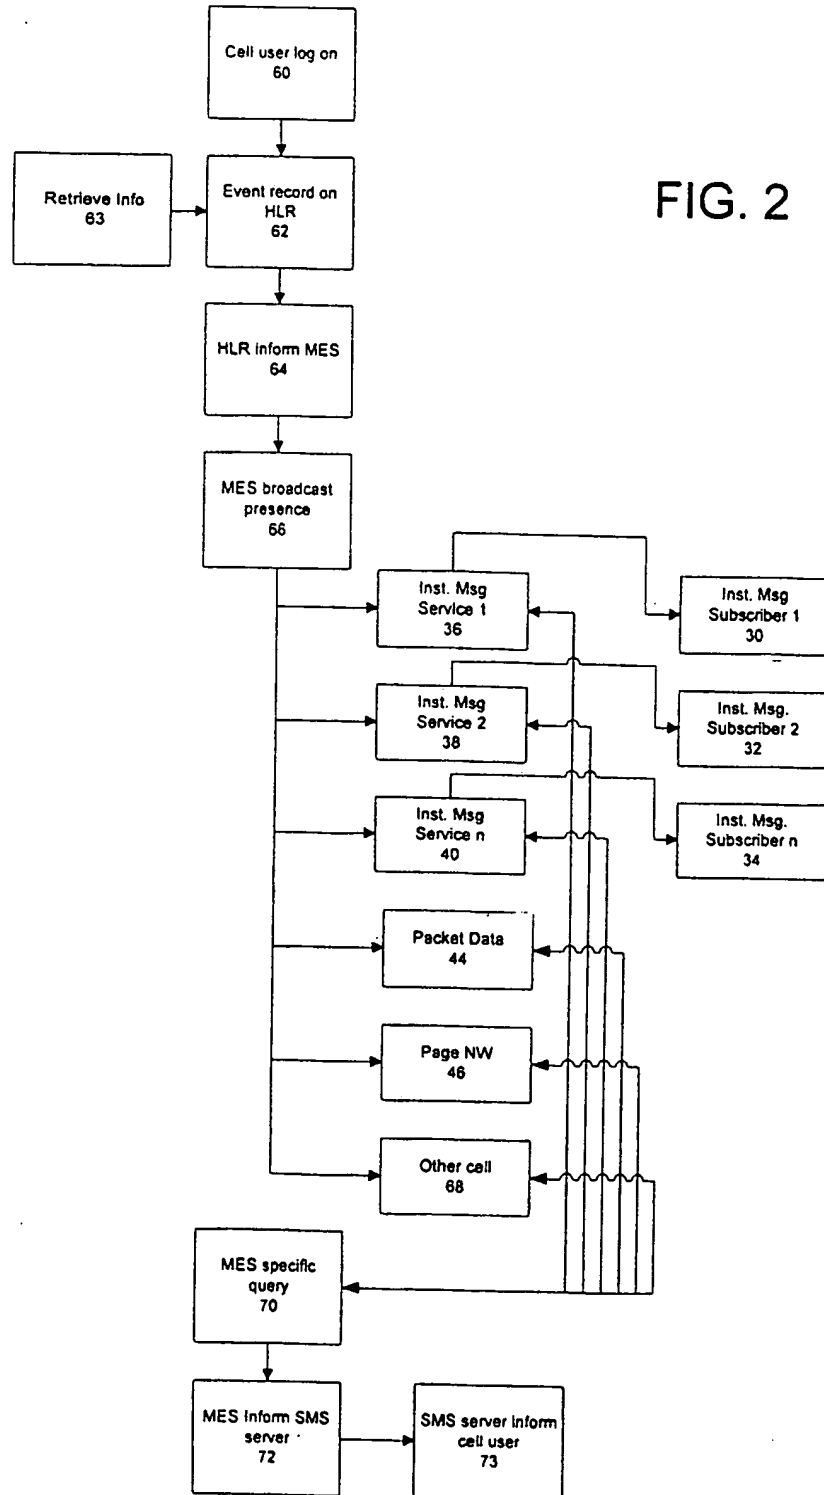 Cell user log on
60
Retrieve Info
63
Event record on
HLR
62
FIG. 2
HLR inform MES
64
MES broadcast
presence
66
Inst. Msg
Service 1
36
Inst. Msg
Subscriber 1
30
Inst. Msg
Service 2
38
Inst. Msg.
Subscriber 2
32
Inst. Msg
Service n
40
Inst. Msg.
Subscriber n
34
Packet Data
44
Page NW
46
Other cell
68
MES specific
query
70
MES Inform SMS
server
72
SMS server inform
cell user
73